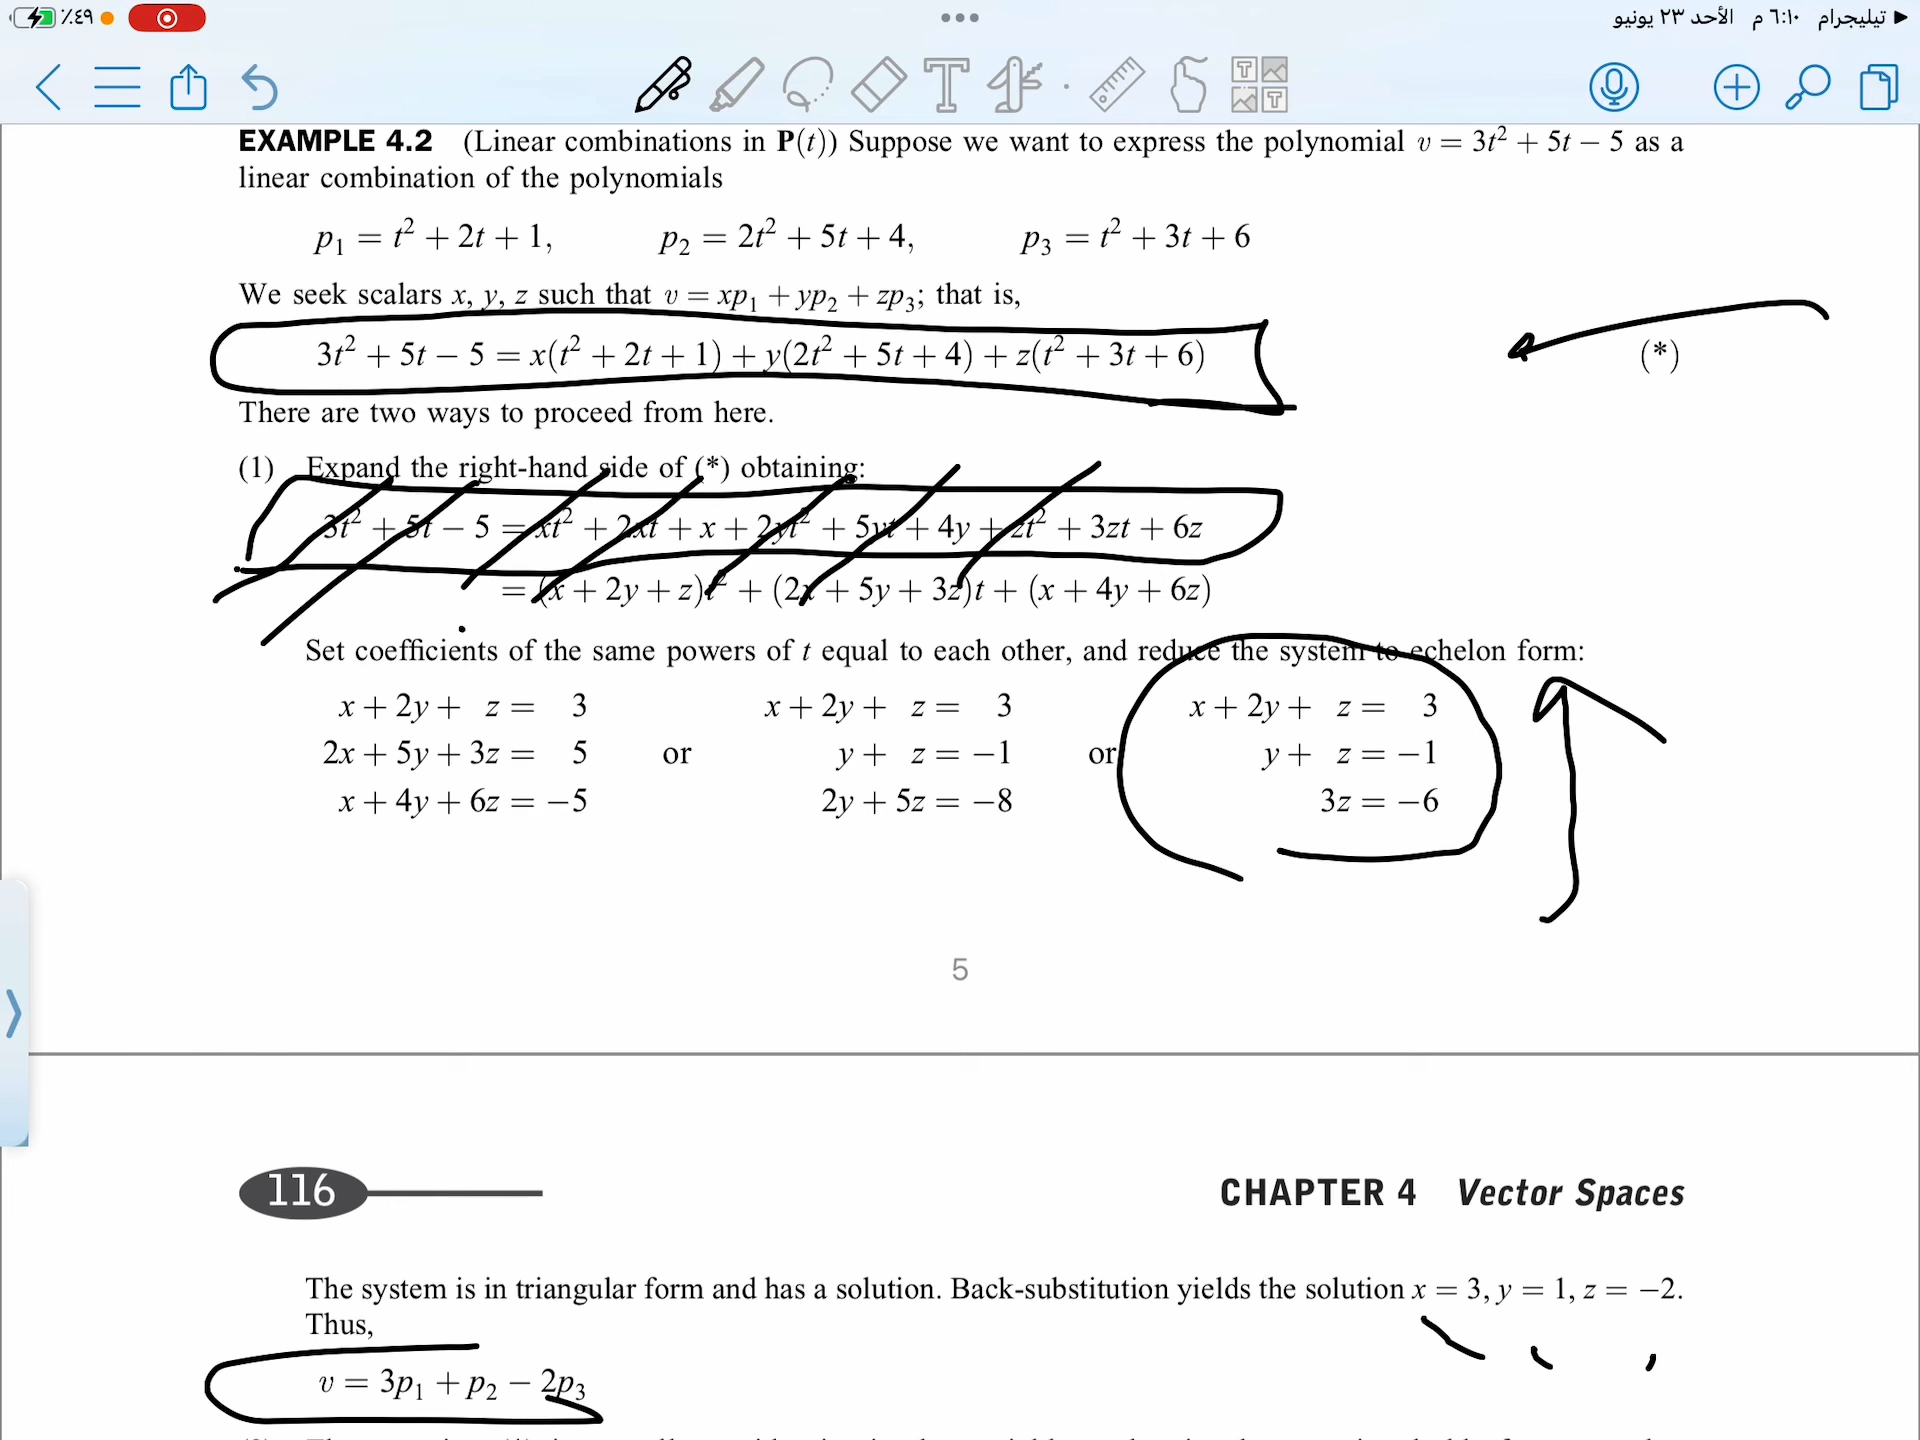 ٪٤٩
تيليجرام ٦:١٠ م الأحد ٢٣ يونيو
EXAMPLE 4.2 (Linear combinations in P(t)) Suppose we want to express the polynomial v = 3t² + 5t − 5 as a
linear combination of the polynomials
p₁ = t² + 2t + 1, p₂ = 2t² + 5t + 4, p₃ = t² + 3t + 6
We seek scalars x, y, z such that v = xp₁ + yp₂ + zp₃; that is,
3t² + 5t − 5 = x(t² + 2t + 1) + y(2t² + 5t + 4) + z(t² + 3t + 6) (*)
There are two ways to proceed from here.
(1) Expand the right-hand side of (*) obtaining:
3t² + 5t − 5 = xt² + 2xt + x + 2yt² + 5yt + 4y + zt² + 3zt + 6z
= (x + 2y + z)t² + (2x + 5y + 3z)t + (x + 4y + 6z)
Set coefficients of the same powers of t equal to each other, and reduce the system to echelon form:
x + 2y + z = 3 x + 2y + z = 3 x + 2y + z = 3
2x + 5y + 3z = 5 or y + z = −1 or y + z = −1
x + 4y + 6z = −5 2y + 5z = −8 3z = −6
5
116 CHAPTER 4 Vector Spaces
The system is in triangular form and has a solution. Back-substitution yields the solution x = 3, y = 1, z = −2.
Thus,
v = 3p₁ + p₂ − 2p₃